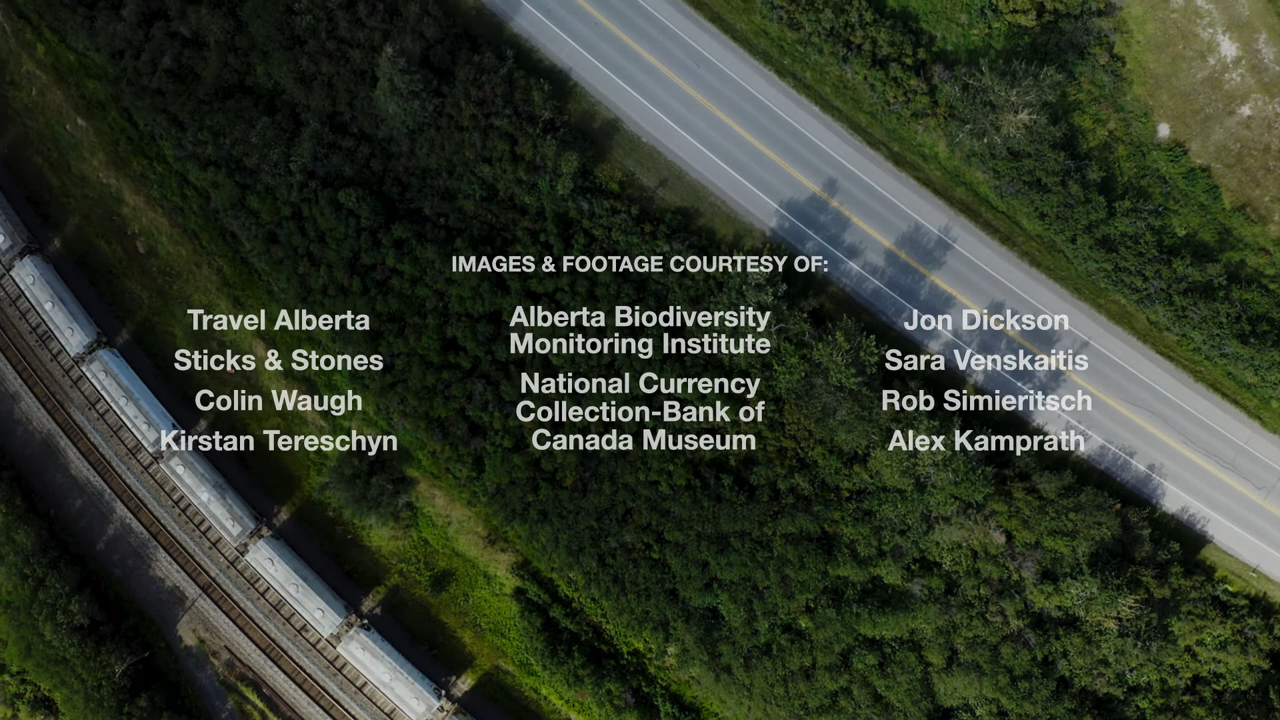 IMAGES & FOOTAGE COURTESY OF:
Travel Alberta
Sticks & Stones
Colin Waugh
Kirstan Tereschyn
Alberta Biodiversity
Monitoring Institute
National Currency
Collection-Bank of
Canada Museum
Jon Dickson
Sara Venskaitis
Rob Simieritsch
Alex Kamprath